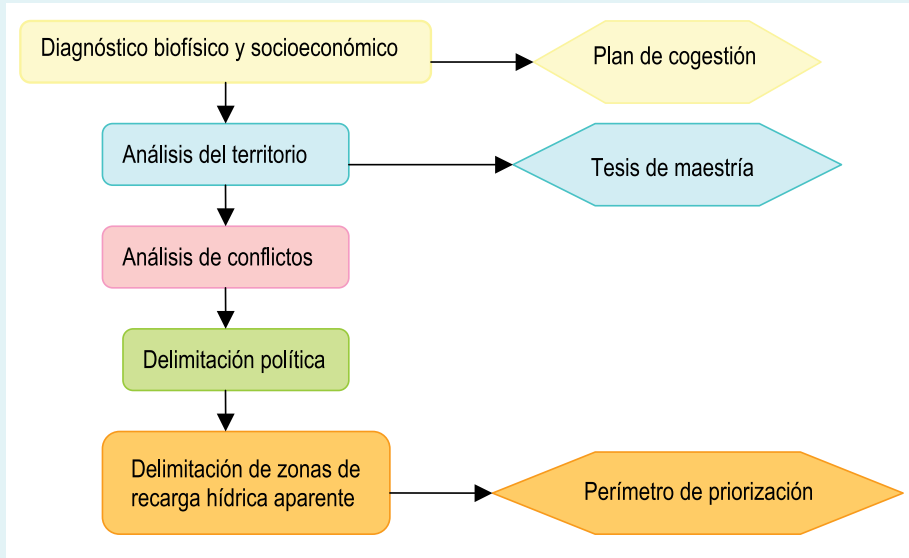 Diagnóstico biofísico y socioeconómico
Plan de cogestión
Análisis del territorio
Tesis de maestría
Análisis de conflictos
Delimitación política
Delimitación de zonas de
recarga hídrica aparente
Perímetro de priorización